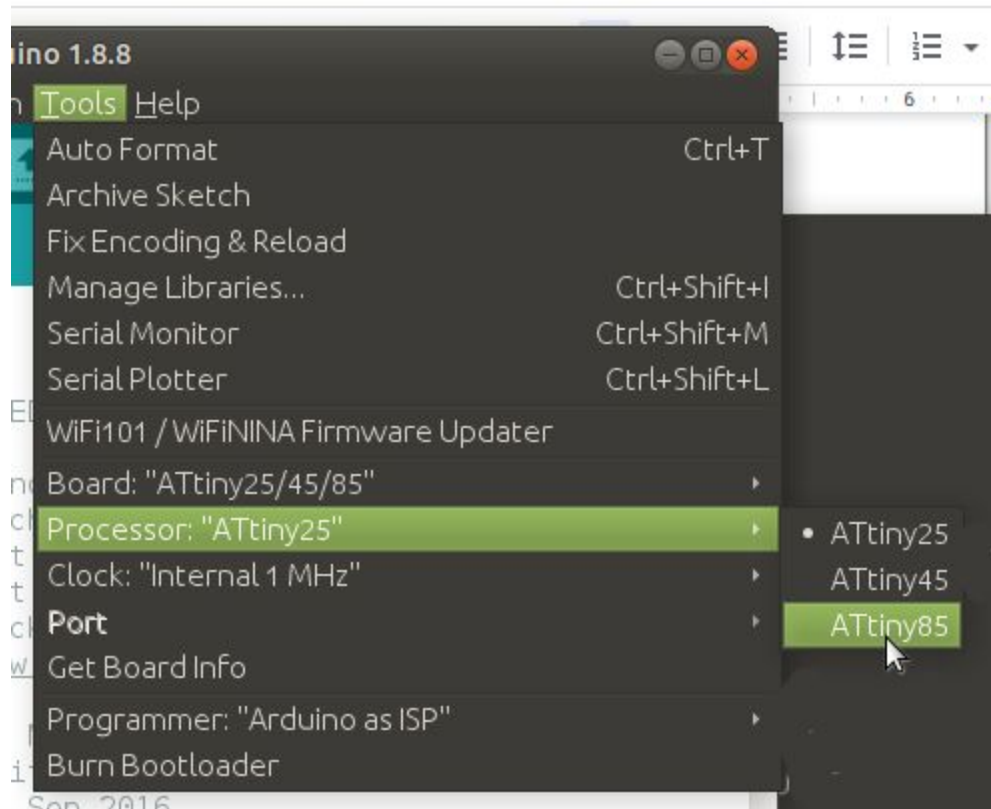 ino 1.8.8
6
Tools Help
Auto Format Ctrl+T
Archive Sketch
Fix Encoding & Reload
Manage Libraries... Ctrl+Shift+I
Serial Monitor Ctrl+Shift+M
Serial Plotter Ctrl+Shift+L
WiFi101 / WiFiNINA Firmware Updater
Board: "ATtiny25/45/85"
Processor: "ATtiny25"
ATtiny25
ATtiny45
ATtiny85
Clock: "Internal 1 MHz"
Port
Get Board Info
Programmer: "Arduino as ISP"
Burn Bootloader
Sep 2016